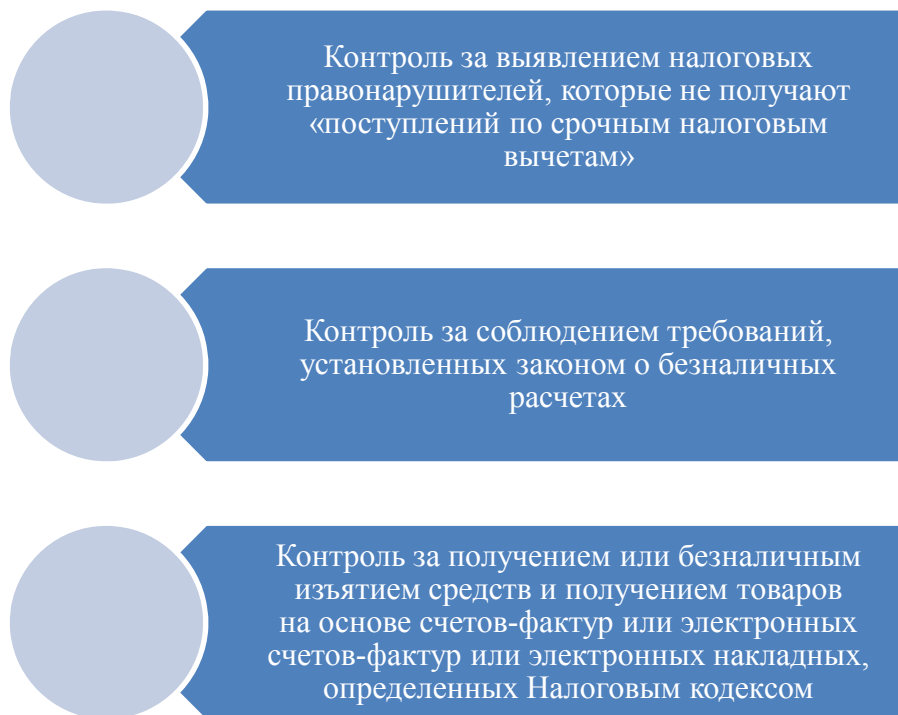 Контроль за выявлением налоговых
правонарушителей, которые не получают
«поступлений по срочным налоговым
вычетам»
Контроль за соблюдением требований,
установленных законом о безналичных
расчетах
Контроль за получением или безналичным
изъятием средств и получением товаров
на основе счетов-фактур или электронных
счетов-фактур или электронных накладных,
определенных Налоговым кодексом